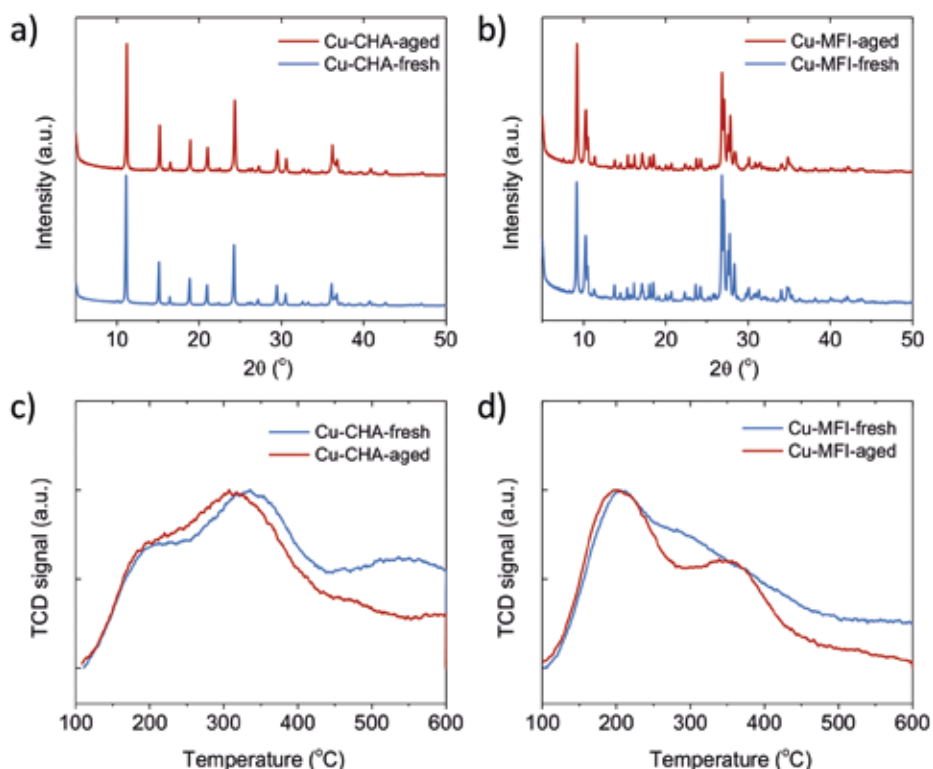 a)
Cu-CHA-aged
Cu-CHA-fresh
Intensity (a.u.)
10 20 30 40 50
2θ (°)
b)
Cu-MFI-aged
Cu-MFI-fresh
Intensity (a.u.)
10 20 30 40 50
2θ (°)
c)
Cu-CHA-fresh
Cu-CHA-aged
TCD signal (a.u.)
100 200 300 400 500 600
Temperature (°C)
d)
Cu-MFI-fresh
Cu-MFI-aged
TCD signal (a.u.)
100 200 300 400 500 600
Temperature (°C)